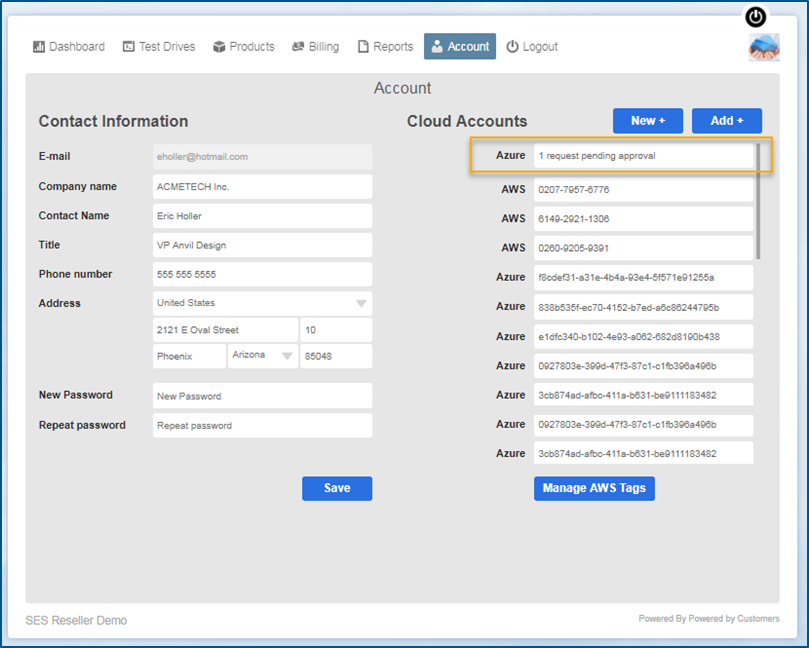 Dashboard Test Drives Products Billing Reports Account Logout
Account
Contact Information
E-mail eholler@hotmail.com
Company name ACMETECH Inc.
Contact Name Eric Holler
Title VP Anvil Design
Phone number 555 555 5555
Address United States
2121 E Oval Street 10
Phoenix Arizona 85048
New Password New Password
Repeat password Repeat password
Save
Cloud Accounts New + Add +
Azure 1 request pending approval
AWS 0207-7957-6776
AWS 6149-2921-1306
AWS 0260-9205-9391
Azure f8cdef31-a31e-4b4a-93e4-5f571e91255a
Azure 838b535f-ec70-4152-b7ed-a6c86244795b
Azure e1dfc340-b102-4e93-a062-682d8190b438
Azure 0927803e-399d-47f3-87c1-c1fb396a496b
Azure 3cb874ad-afbc-411a-b631-be9111183482
Azure 0927803e-399d-47f3-87c1-c1fb396a496b
Azure 3cb874ad-afbc-411a-b631-be9111183482
Manage AWS Tags
SES Reseller Demo
Powered By Powered by Customers